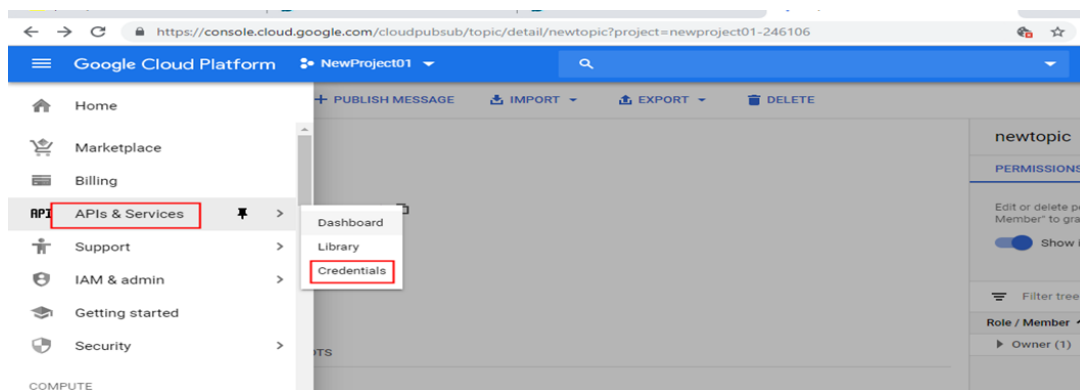 https://console.cloud.google.com/cloudpubsub/topic/detail/newtopic?project=newproject01-246106
Google Cloud Platform NewProject01
Home
PUBLISH MESSAGE IMPORT EXPORT DELETE
Marketplace
Billing
API APIs & Services
Support
IAM & admin
Getting started
Security
COMPUTE
Dashboard
Library
Credentials
OTS
newtopic
PERMISSIONS
Edit or delete p
Member" to gra
Show i
Filter tree
Role / Member
Owner (1)